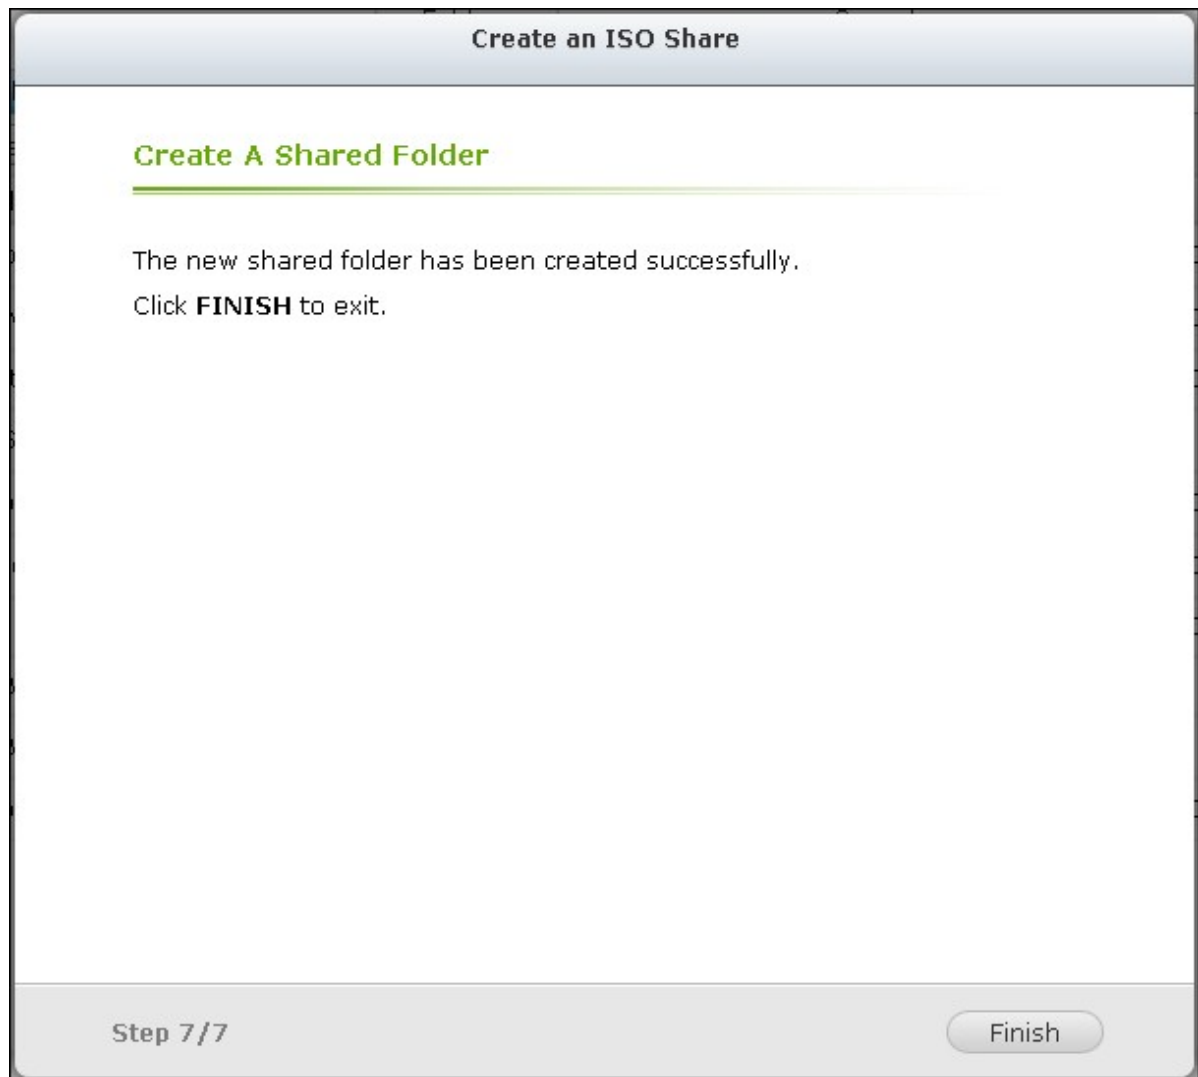 Create an ISO Share
Create A Shared Folder
The new shared folder has been created successfully.
Click FINISH to exit.
Step 7/7
Finish